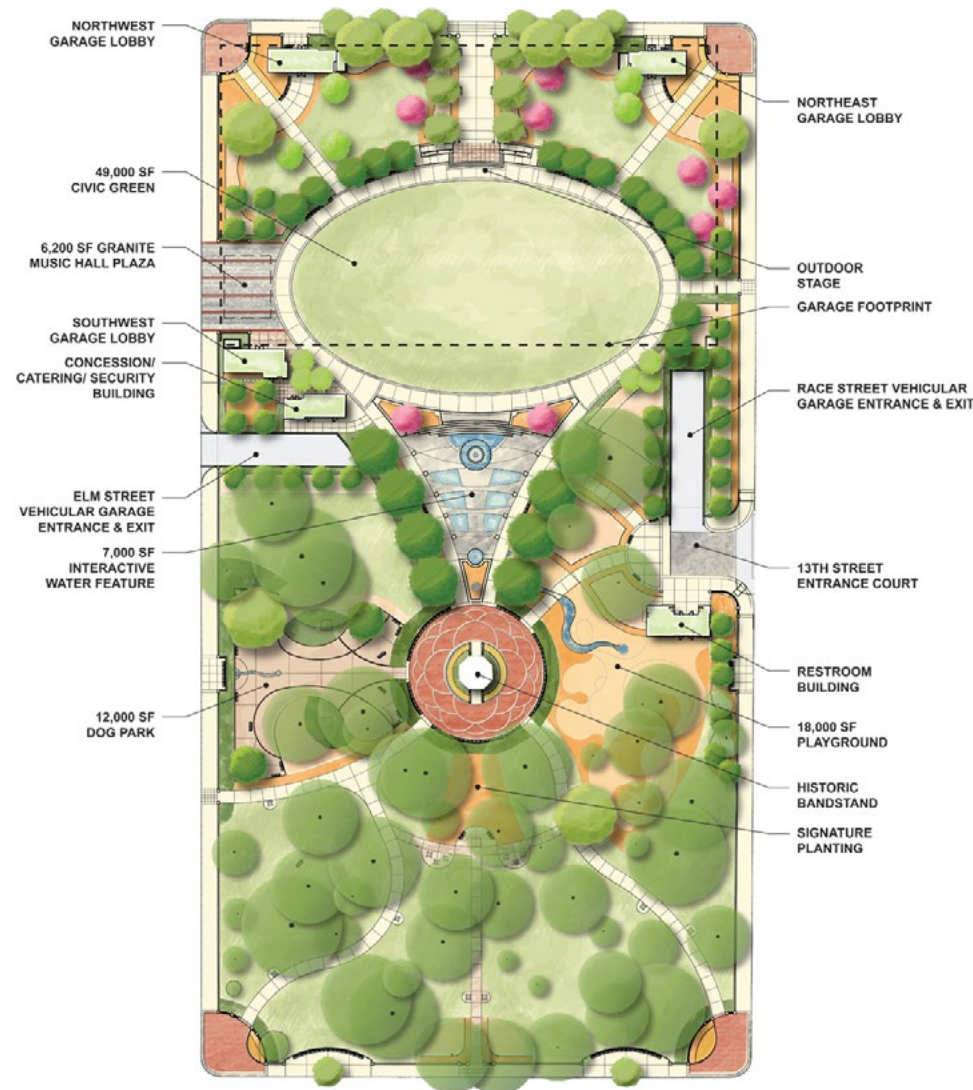 NORTHWEST
GARAGE LOBBY
49,000 SF
CIVIC GREEN
6,200 SF GRANITE
MUSIC HALL PLAZA
SOUTHWEST
GARAGE LOBBY
CONCESSION/
CATERING/ SECURITY
BUILDING
ELM STREET
VEHICULAR GARAGE
ENTRANCE & EXIT
7,000 SF
INTERACTIVE
WATER FEATURE
12,000 SF
DOG PARK
NORTHEAST
GARAGE LOBBY
OUTDOOR
STAGE
GARAGE FOOTPRINT
RACE STREET VEHICULAR
GARAGE ENTRANCE & EXIT
13TH STREET
ENTRANCE COURT
RESTROOM
BUILDING
18,000 SF
PLAYGROUND
HISTORIC
BANDSTAND
SIGNATURE
PLANTING